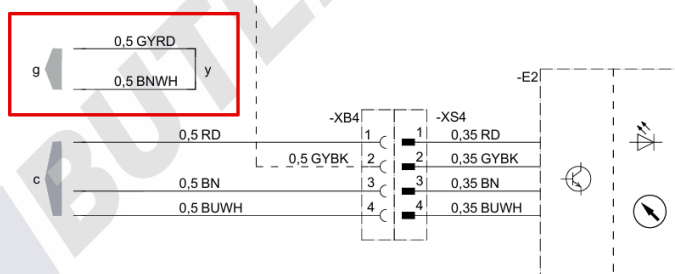 0,5 GYRD
g
0,5 BNWH
y
-E2
-XB4
-XS4
0,5 RD
1
1
0,35 RD
0,5 GYBK
2
2
0,35 GYBK
c
0,5 BN
3
3
0,35 BN
0,5 BUWH
4
4
0,35 BUWH
BUTL